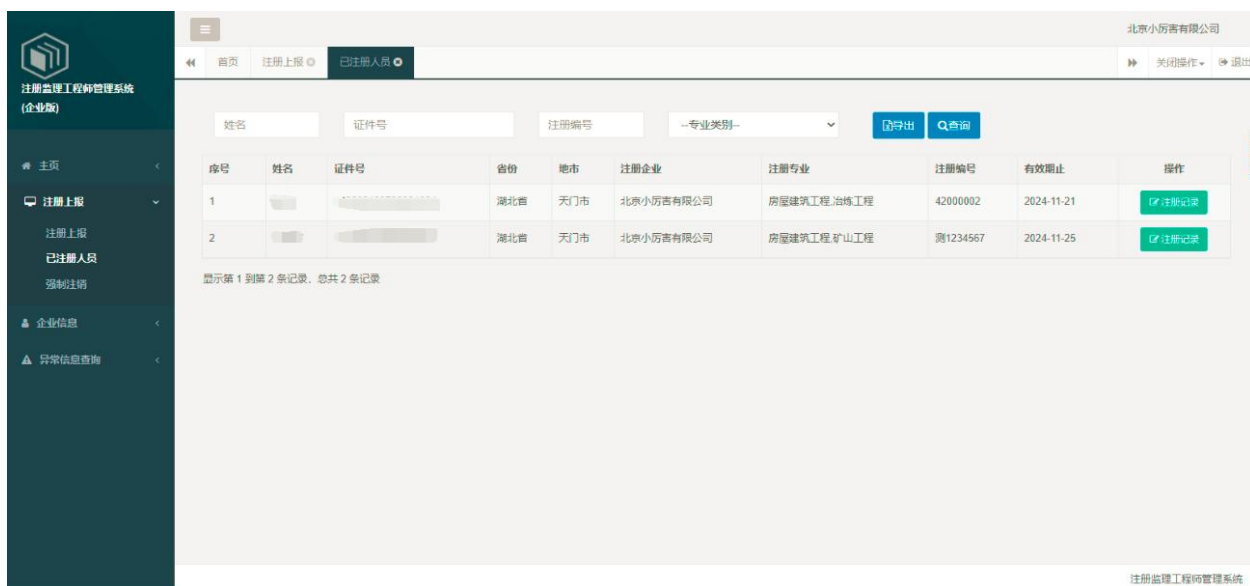 北京小厉害有限公司
注册监理工程师管理系统
(企业版)
首页 注册上报 已注册人员 关闭操作 退出
姓名 证件号 注册编号 --专业类别-- 导出 查询
主页
注册上报
注册上报
已注册人员
强制注销
企业信息
异常信息查询
序号 姓名 证件号 省份 地市 注册企业 注册专业 注册编号 有效期止 操作
1 湖北省 天门市 北京小厉害有限公司 房屋建筑工程,冶炼工程 42000002 2024-11-21 注册记录
2 湖北省 天门市 北京小厉害有限公司 房屋建筑工程,矿山工程 测1234567 2024-11-25 注册记录
显示第 1 到第 2 条记录，总共 2 条记录
注册监理工程师管理系统